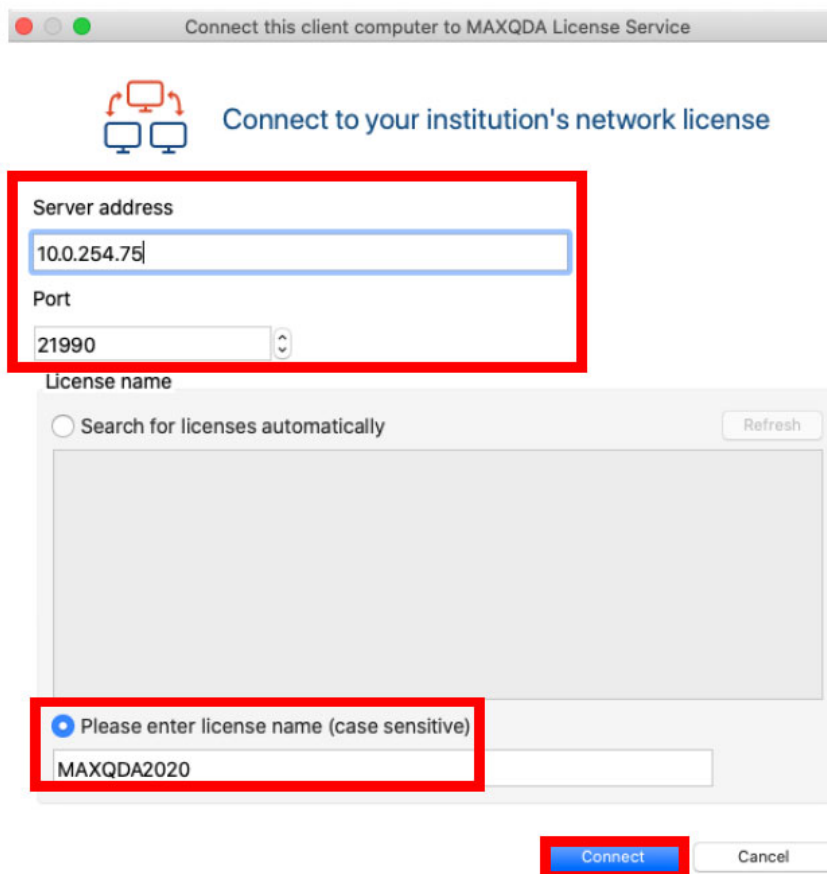 Connect this client computer to MAXQDA License Service
Connect to your institution's network license
Server address
10.0.254.75
Port
21990
License name
Search for licenses automatically
Refresh
Please enter license name (case sensitive)
MAXQDA2020
Connect
Cancel